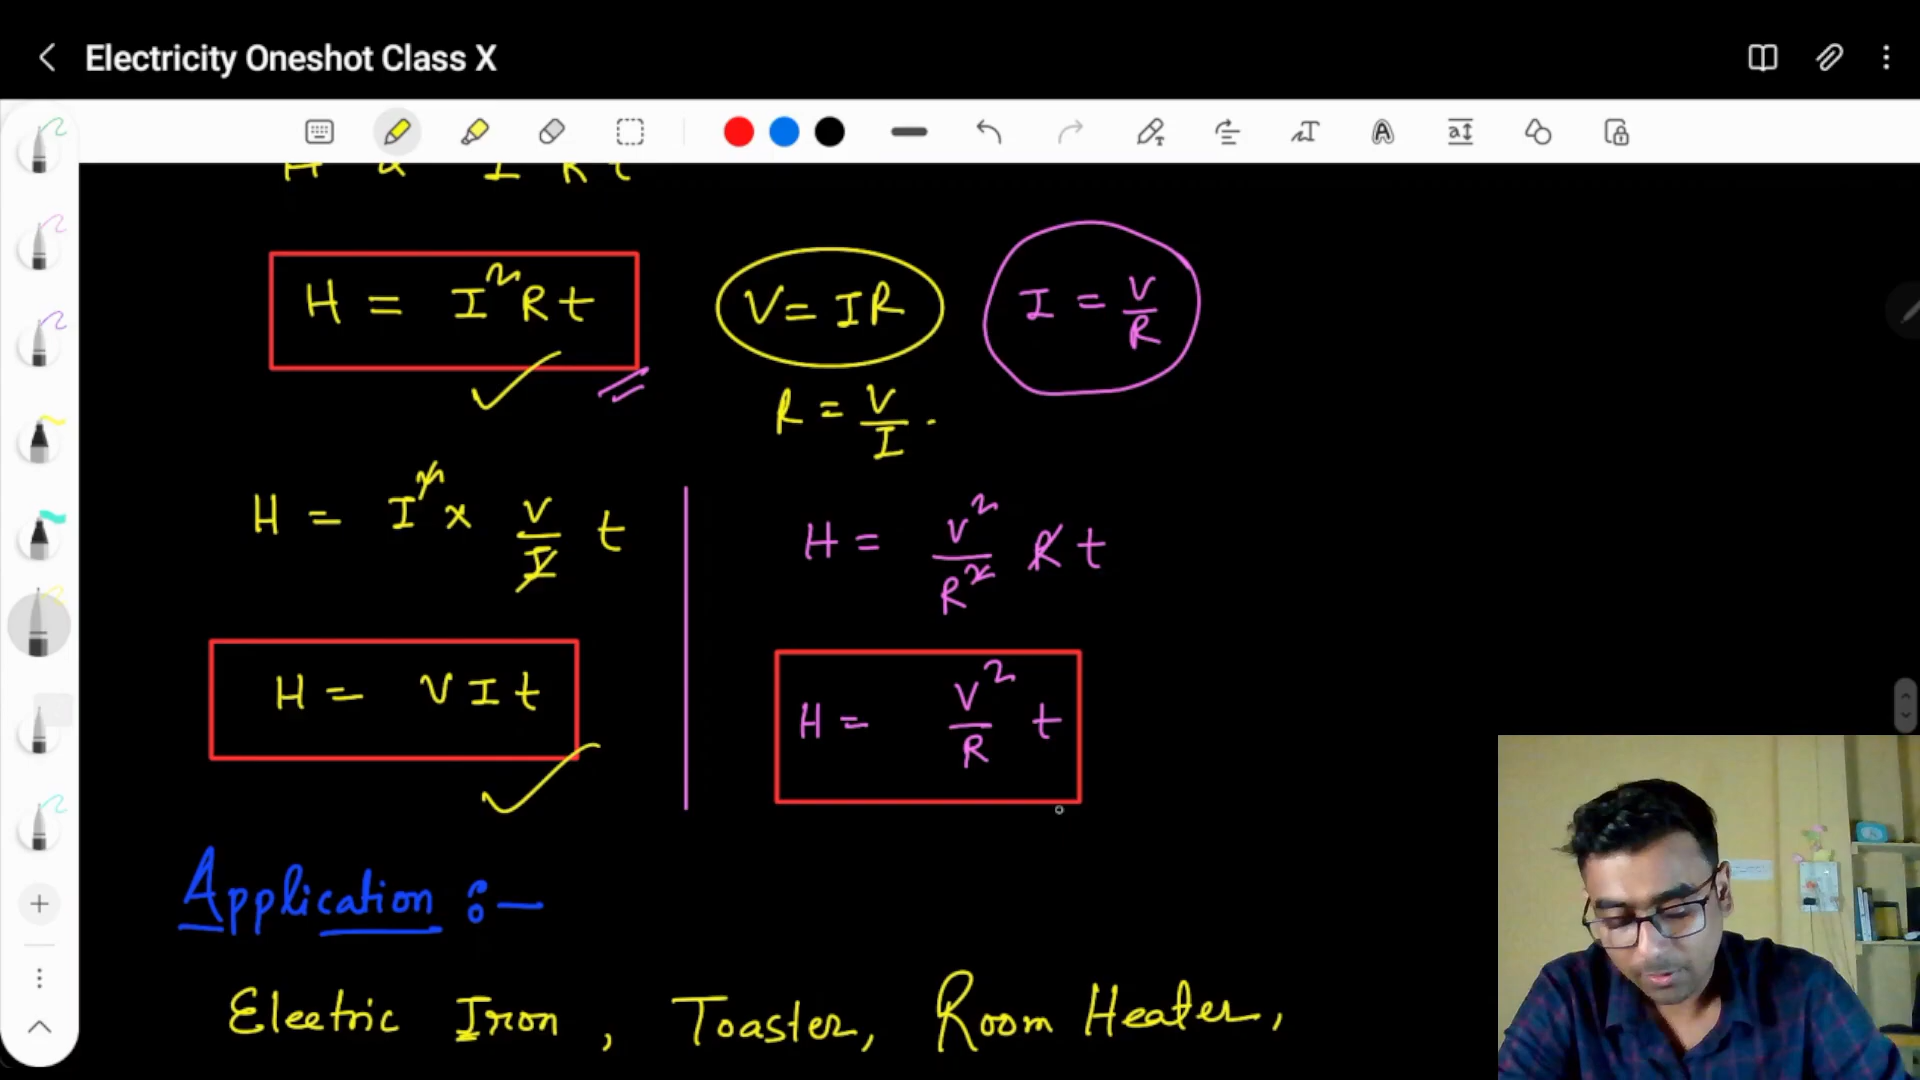 Electricity Oneshot Class X
H α I R t
H = I²Rt
V = IR
I = V/R
R = V/I .
H = I² × V/I t
H = V²/R² R t
H = VIt
H = V²/R t
Application :—
Electric Iron, Toaster, Room Heater,